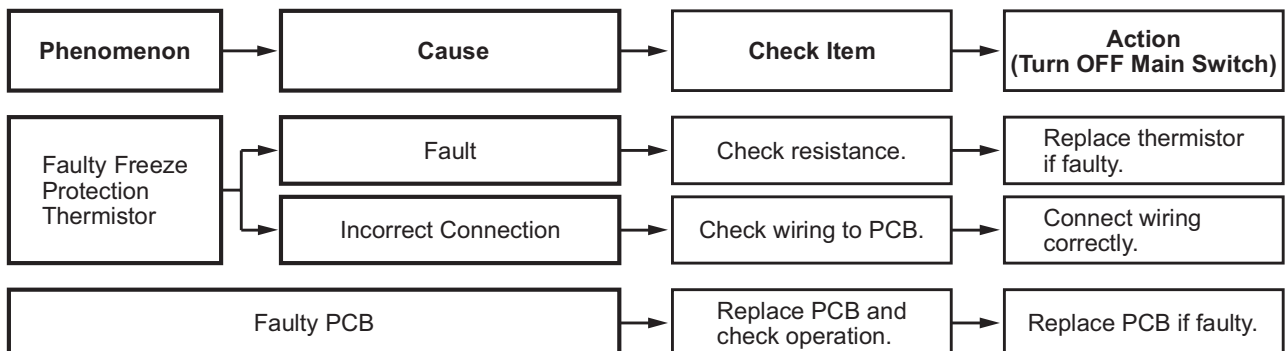 Phenomenon
Cause
Check Item
Action
(Turn OFF Main Switch)
Faulty Freeze
Protection
Thermistor
Fault
Check resistance.
Replace thermistor
if faulty.
Incorrect Connection
Check wiring to PCB.
Connect wiring
correctly.
Faulty PCB
Replace PCB and
check operation.
Replace PCB if faulty.